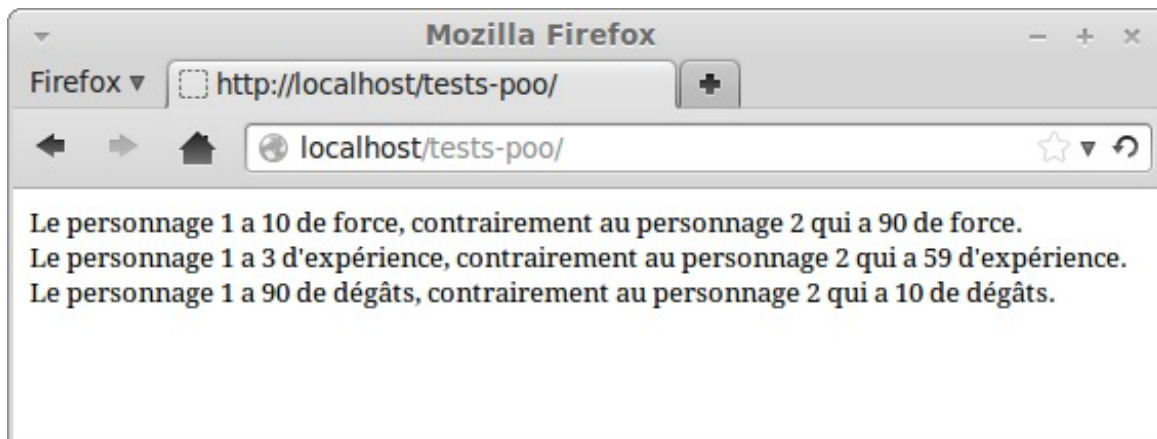 Mozilla Firefox
Firefox
http://localhost/tests-poo/
localhost/tests-poo/
Le personnage 1 a 10 de force, contrairement au personnage 2 qui a 90 de force.
Le personnage 1 a 3 d'expérience, contrairement au personnage 2 qui a 59 d'expérience.
Le personnage 1 a 90 de dégâts, contrairement au personnage 2 qui a 10 de dégâts.